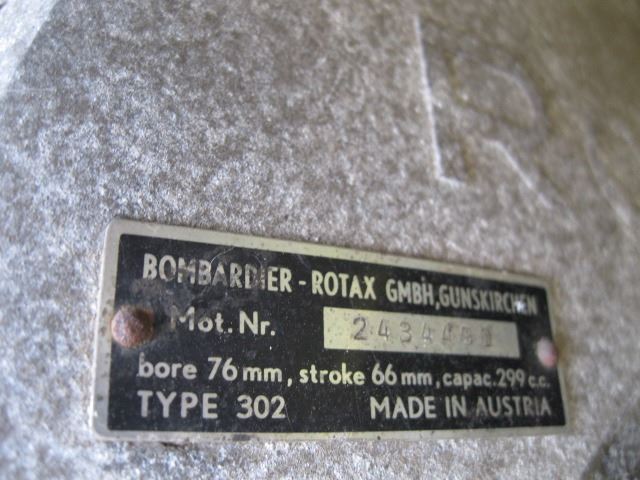 R
BOMBARDIER - ROTAX GMBH, GUNSKIRCHEN
Mot. Nr.
bore 76 mm, stroke 66 mm, capac. 299 c.c.
TYPE 302 MADE IN AUSTRIA